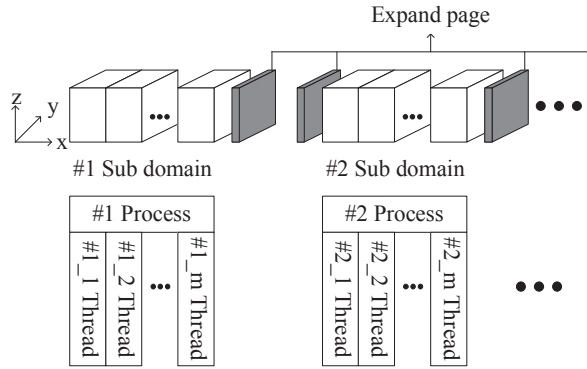 Expand page
z
y
x
#1 Sub domain
#2 Sub domain
#1 Process
#2 Process
#1_1 Thread
#1_2 Thread
#1_m Thread
#2_1 Thread
#2_2 Thread
#2_m Thread